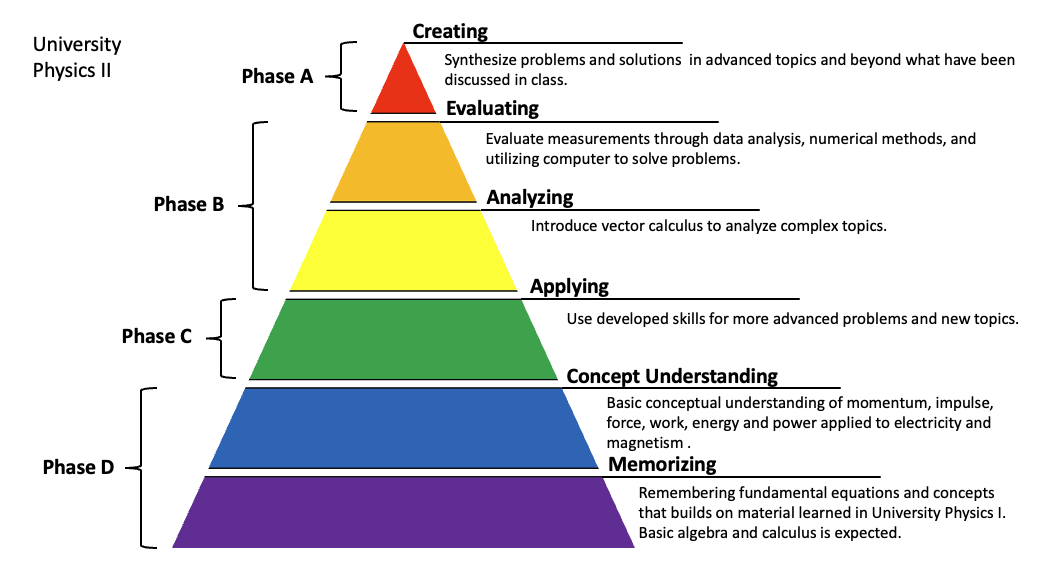 University
Physics II
Creating
Phase A
Synthesize problems and solutions in advanced topics and beyond what have been
discussed in class.
Evaluating
Evaluate measurements through data analysis, numerical methods, and
utilizing computer to solve problems.
Phase B
Analyzing
Introduce vector calculus to analyze complex topics.
Applying
Use developed skills for more advanced problems and new topics.
Phase C
Concept Understanding
Basic conceptual understanding of momentum, impulse,
force, work, energy and power applied to electricity and
magnetism .
Phase D
Memorizing
Remembering fundamental equations and concepts
that builds on material learned in University Physics I.
Basic algebra and calculus is expected.